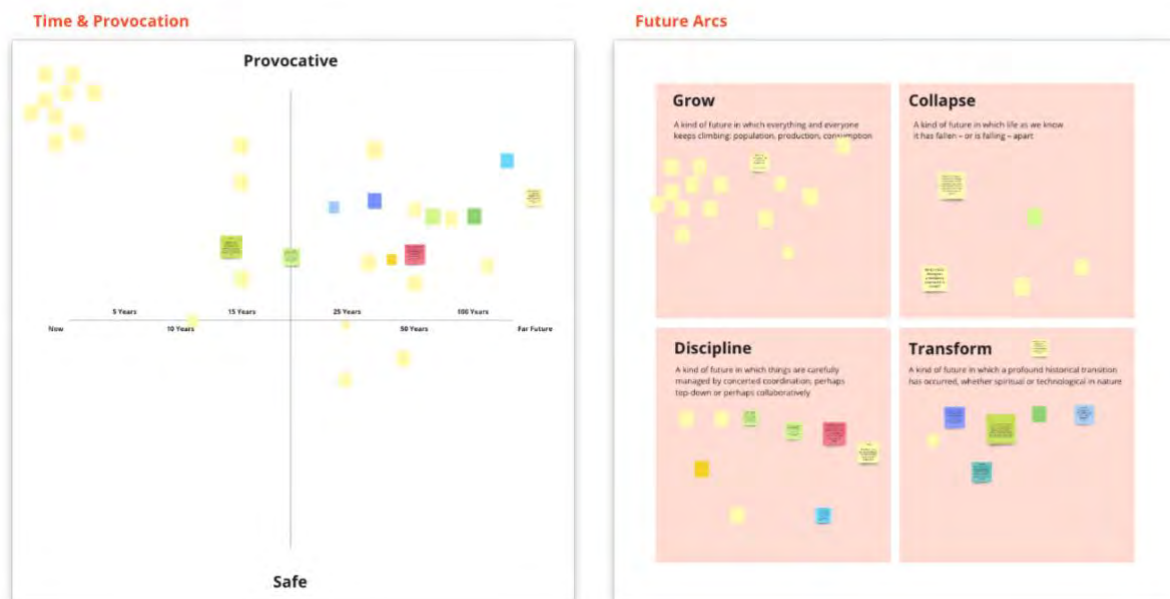 Time & Provocation
Provocative
5 Years
15 Years
25 Years
100 Years
Now
10 Years
50 Years
Far Future
Safe
Future Arcs
Grow
A kind of future in which everything and everyone
keeps climbing: population, production, consumption
Collapse
A kind of future in which life as we know
it has fallen – or is falling – apart
Discipline
A kind of future in which things are carefully
managed by concerted coordination, perhaps
top-down or perhaps collaboratively
Transform
A kind of future in which a profound historical transition
has occurred, whether spiritual or technological in nature